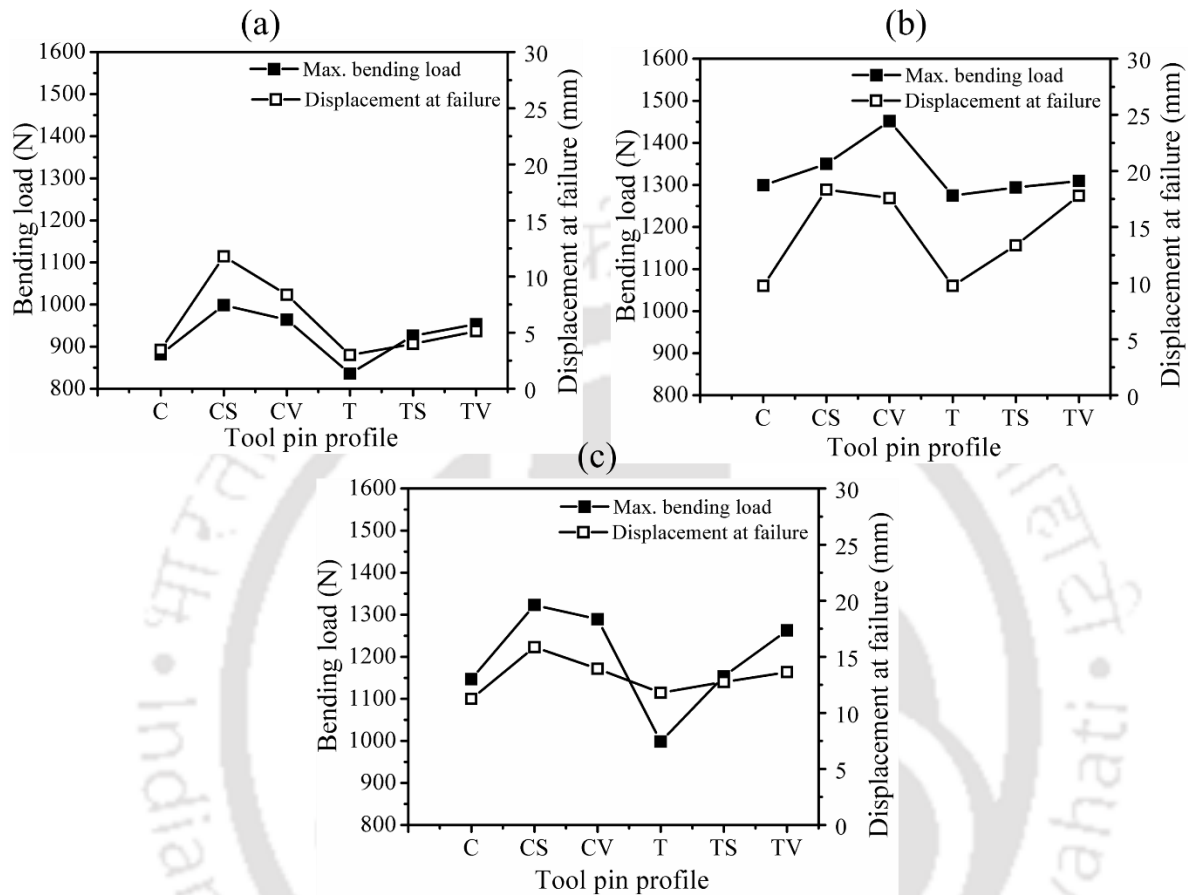 (a)
1600
1500
1400
1300
1200
1100
1000
900
800
Bending load (N)
30
25
20
15
10
5
0
Displacement at failure (mm)
Max. bending load
Displacement at failure
C CS CV T TS TV
Tool pin profile
(b)
1600
1500
1400
1300
1200
1100
1000
900
800
Bending load (N)
30
25
20
15
10
5
0
Displacement at failure (mm)
Max. bending load
Displacement at failure
C CS CV T TS TV
Tool pin profile
(c)
1600
1500
1400
1300
1200
1100
1000
900
800
Bending load (N)
30
25
20
15
10
5
0
Displacement at failure (mm)
Max. bending load
Displacement at failure
C CS CV T TS TV
Tool pin profile
Indian